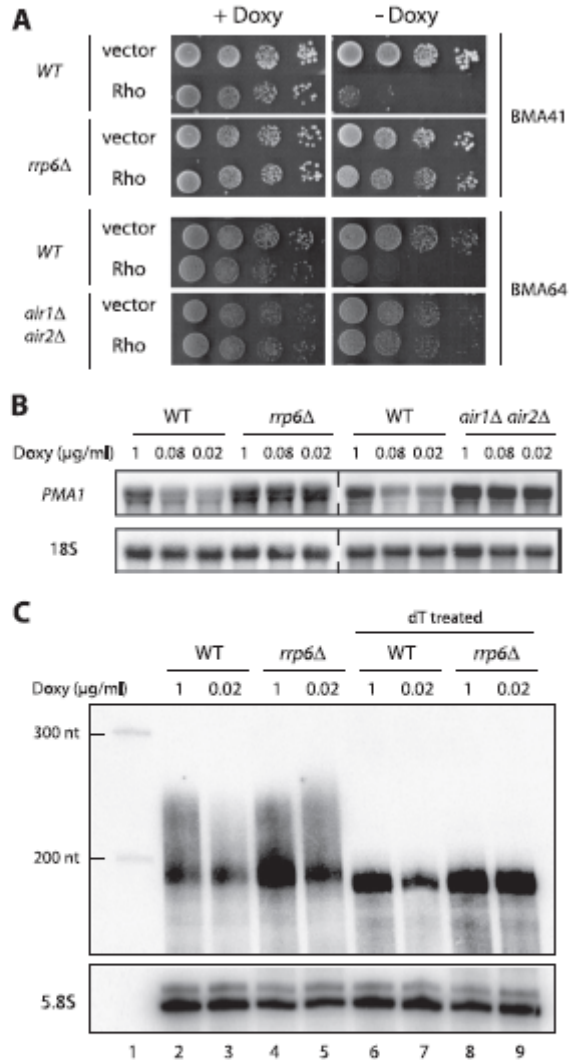 A
+ Doxy - Doxy
WT
vector
Rho
rrp6Δ
vector
Rho
BMA41
WT
vector
Rho
air1Δ
air2Δ
vector
Rho
BMA64
B
WT rrp6Δ WT air1Δ air2Δ
Doxy (µg/ml) 1 0.08 0.02 1 0.08 0.02 1 0.08 0.02 1 0.08 0.02
PMA1
18S
C
dT treated
WT rrp6Δ WT rrp6Δ
Doxy (µg/ml) 1 0.02 1 0.02 1 0.02 1 0.02
300 nt
200 nt
5.8S
1 2 3 4 5 6 7 8 9